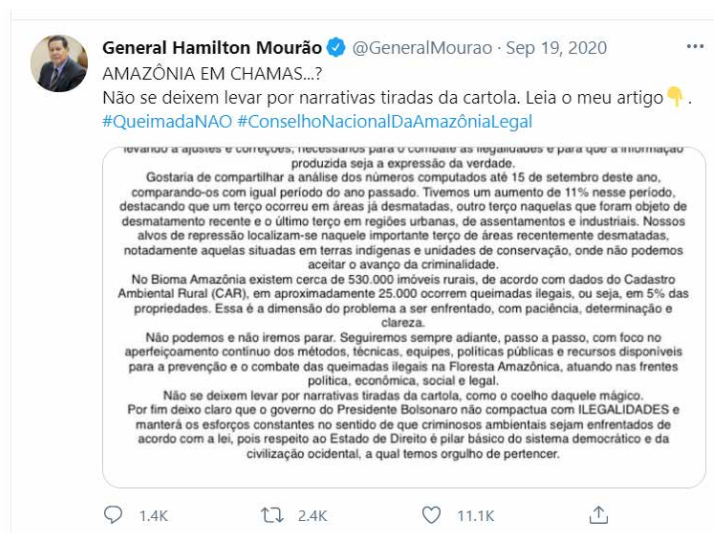 General Hamilton Mourão @GeneralMourao · Sep 19, 2020
AMAZÔNIA EM CHAMAS...?
Não se deixem levar por narrativas tiradas da cartola. Leia o meu artigo👇.
#QueimadaNAO #ConselhoNacionalDaAmazôniaLegal
levando a ajustes e correções, necessários para o combate às ilegalidades e para que a informação
produzida seja a expressão da verdade.
Gostaria de compartilhar a análise dos números computados até 15 de setembro deste ano,
comparando-os com igual período do ano passado. Tivemos um aumento de 11% nesse período,
destacando que um terço ocorreu em áreas já desmatadas, outro terço naquelas que foram objeto de
desmatamento recente e o último terço em regiões urbanas, de assentamentos e industriais. Nossos
alvos de repressão localizam-se naquele importante terço de áreas recentemente desmatadas,
notadamente aquelas situadas em terras indígenas e unidades de conservação, onde não podemos
aceitar o avanço da criminalidade.
No Bioma Amazônia existem cerca de 530.000 imóveis rurais, de acordo com dados do Cadastro
Ambiental Rural (CAR), em aproximadamente 25.000 ocorrem queimadas ilegais, ou seja, em 5% das
propriedades. Essa é a dimensão do problema a ser enfrentado, com paciência, determinação e
clareza.
Não podemos e não iremos parar. Seguiremos sempre adiante, passo a passo, com foco no
aperfeiçoamento contínuo dos métodos, técnicas, equipes, políticas públicas e recursos disponíveis
para a prevenção e o combate das queimadas ilegais na Floresta Amazônica, atuando nas frentes
política, econômica, social e legal.
Não se deixem levar por narrativas tiradas da cartola, como o coelho daquele mágico.
Por fim deixo claro que o governo do Presidente Bolsonaro não compactua com ILEGALIDADES e
manterá os esforços constantes no sentido de que criminosos ambientais sejam enfrentados de
acordo com a lei, pois respeito ao Estado de Direito é pilar básico do sistema democrático e da
civilização ocidental, a qual temos orgulho de pertencer.
1.4K 2.4K 11.1K